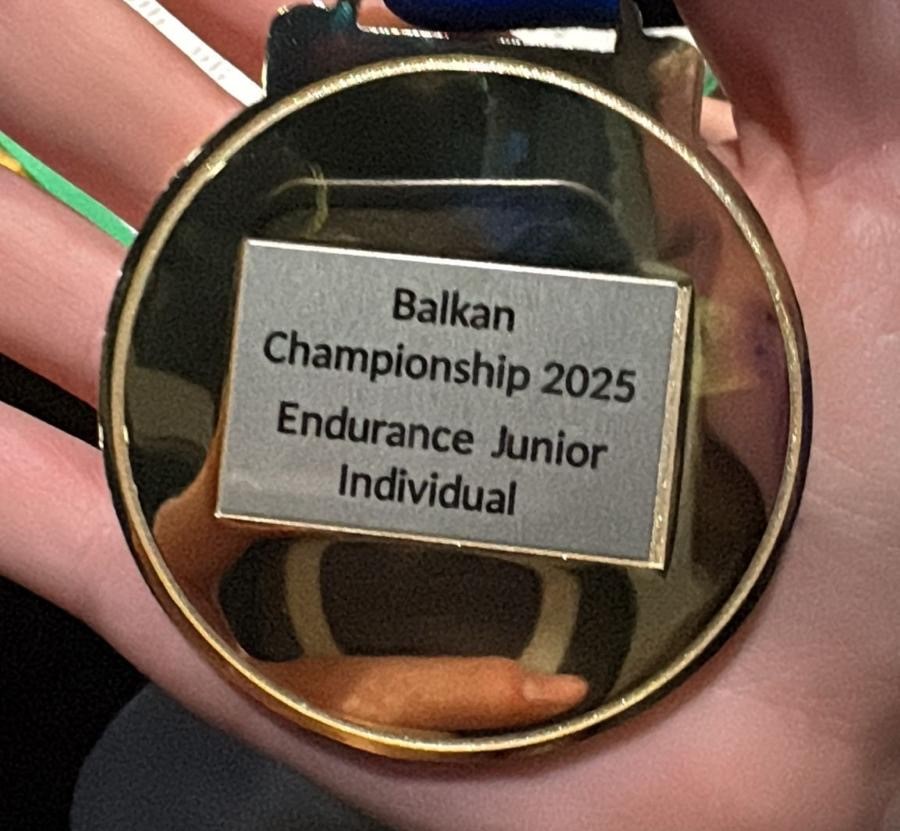 Balkan
Championship 2025
Endurance Junior
Individual